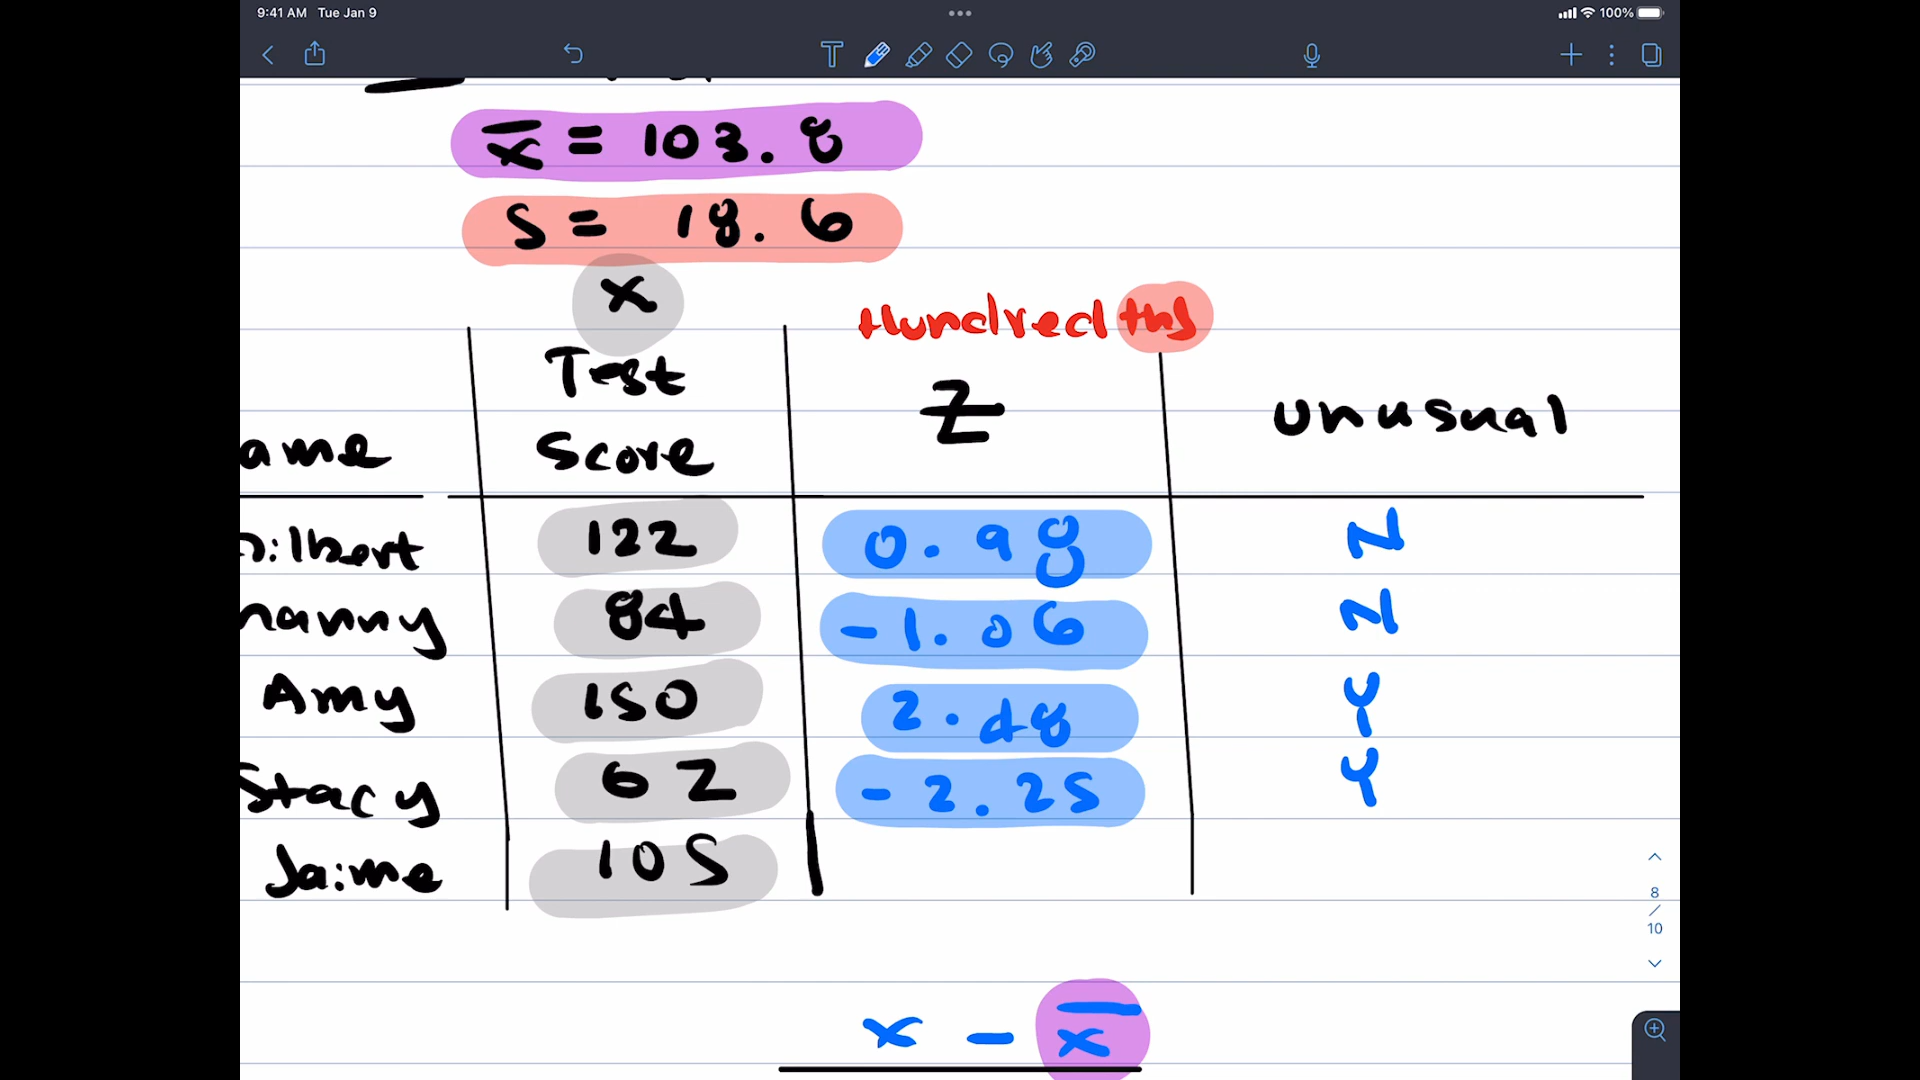 9:41 AM Tue Jan 9 100%
x̄ = 103.8
s = 18.6
x
Hundredths
Test
ame Score Z unusual
ilbert 122 0.98 N
nanny 84 -1.06 N
Amy 150 2.48 Y
Stacy 62 -2.25 Y
Jaime 105
8
/
10
x - x̄